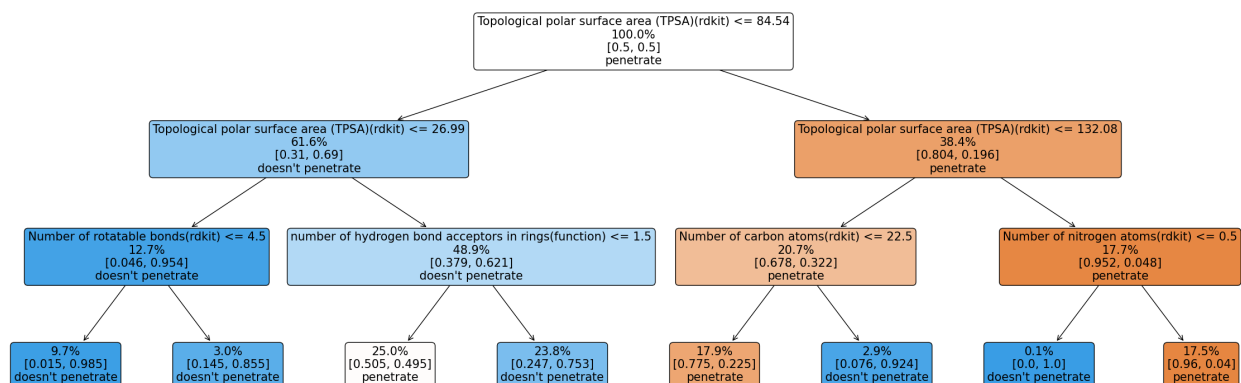 Topological polar surface area (TPSA)(rdkit) <= 84.54
100.0%
[0.5, 0.5]
penetrate
Topological polar surface area (TPSA)(rdkit) <= 26.99
61.6%
[0.31, 0.69]
doesn't penetrate
Topological polar surface area (TPSA)(rdkit) <= 132.08
38.4%
[0.804, 0.196]
penetrate
Number of rotatable bonds(rdkit) <= 4.5
12.7%
[0.046, 0.954]
doesn't penetrate
number of hydrogen bond acceptors in rings(function) <= 1.5
48.9%
[0.379, 0.621]
doesn't penetrate
Number of carbon atoms(rdkit) <= 22.5
20.7%
[0.678, 0.322]
penetrate
Number of nitrogen atoms(rdkit) <= 0.5
17.7%
[0.952, 0.048]
penetrate
9.7%
[0.015, 0.985]
doesn't penetrate
3.0%
[0.145, 0.855]
doesn't penetrate
25.0%
[0.505, 0.495]
penetrate
23.8%
[0.247, 0.753]
doesn't penetrate
17.9%
[0.775, 0.225]
penetrate
2.9%
[0.076, 0.924]
doesn't penetrate
0.1%
[0.0, 1.0]
doesn't penetrate
17.5%
[0.96, 0.04]
penetrate